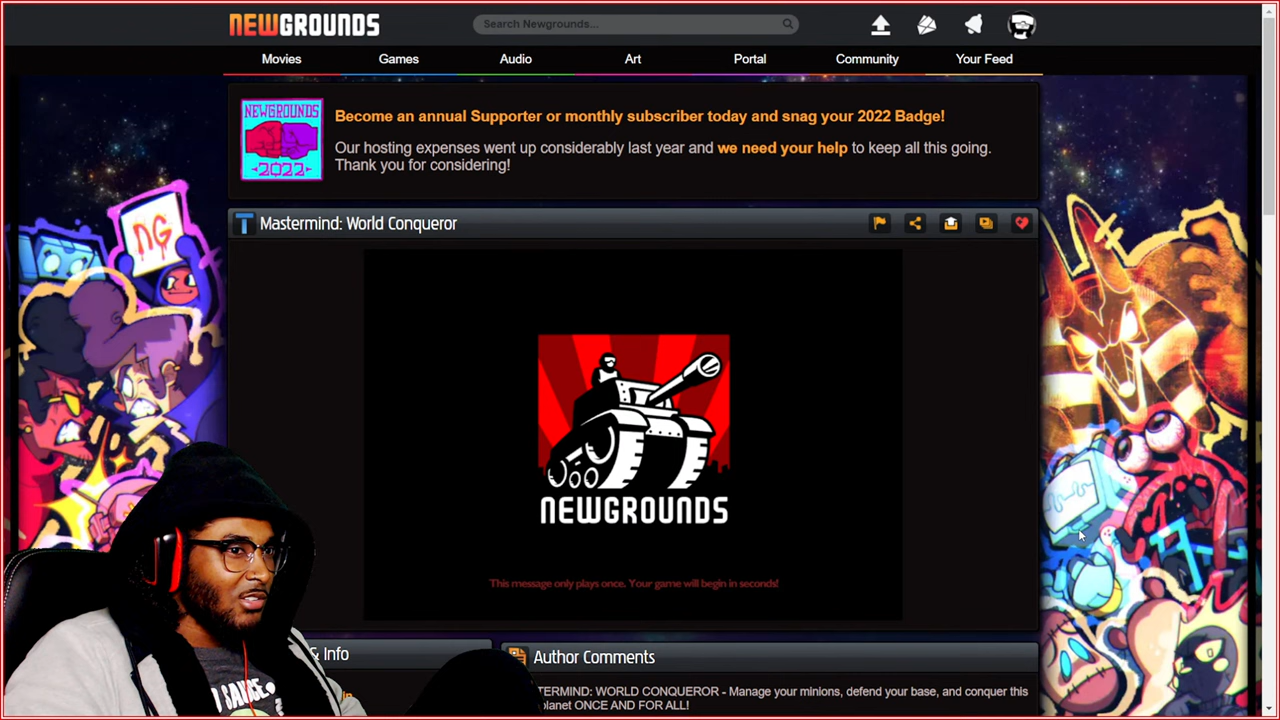 NEWGROUNDS
Search Newgrounds...
Movies
Games
Audio
Art
Portal
Community
Your Feed
NEWGROUNDS
2022
Become an annual Supporter or monthly subscriber today and snag your 2022 Badge!
Our hosting expenses went up considerably last year and we need your help to keep all this going.
Thank you for considering!
NG
Mastermind: World Conqueror
NEWGROUNDS
This message only plays once. Your game will begin in seconds!
& Info
Author Comments
TERMIND: WORLD CONQUEROR - Manage your minions, defend your base, and conquer this
planet ONCE AND FOR ALL!